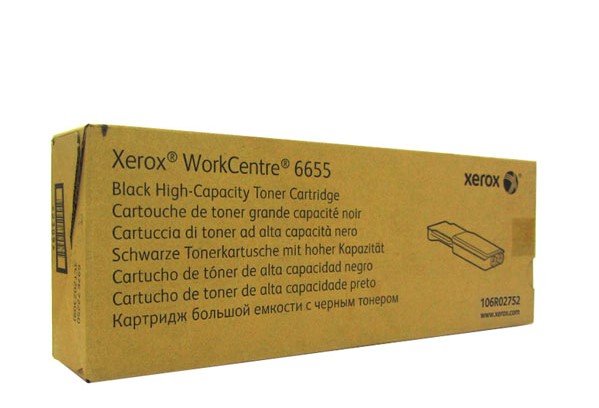 Xerox® WorkCentre® 6655
Black High-Capacity Toner Cartridge
Cartouche de toner grande capacité noir
Cartuccia di toner ad alta capacità nero
Schwarze Tonerkartusche mit hoher Kapazität
Cartucho de tóner de alta capacidad negro
Cartucho de toner de alta capacidade preto
Картридж большой емкости с черным тонером
xerox
106R02752
www.xerox.com